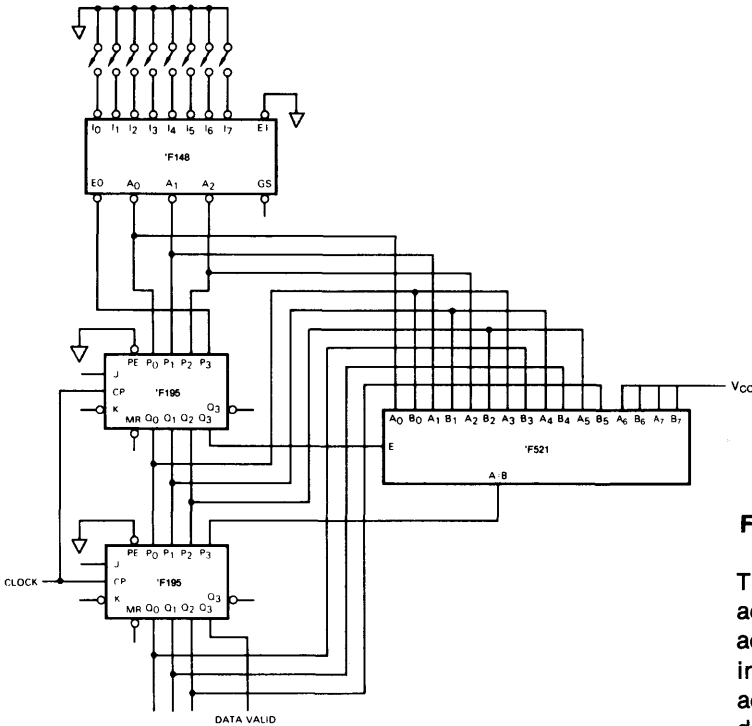 I0 I1 I2 I3 I4 I5 I6 I7 EI
'F148
EO A0 A1 A2 GS
PE P0 P1 P2 P3
J
CP 'F195
K Q3
MR Q0 Q1 Q2 Q3
VCC
A0 B0 A1 B1 A2 B2 A3 B3 A4 B4 A5 B5 A6 B6 A7 B7
E 'F521
A=B
PE P0 P1 P2 P3
J
CLOCK CP 'F195
K Q3
MR Q0 Q1 Q2 Q3
DATA VALID